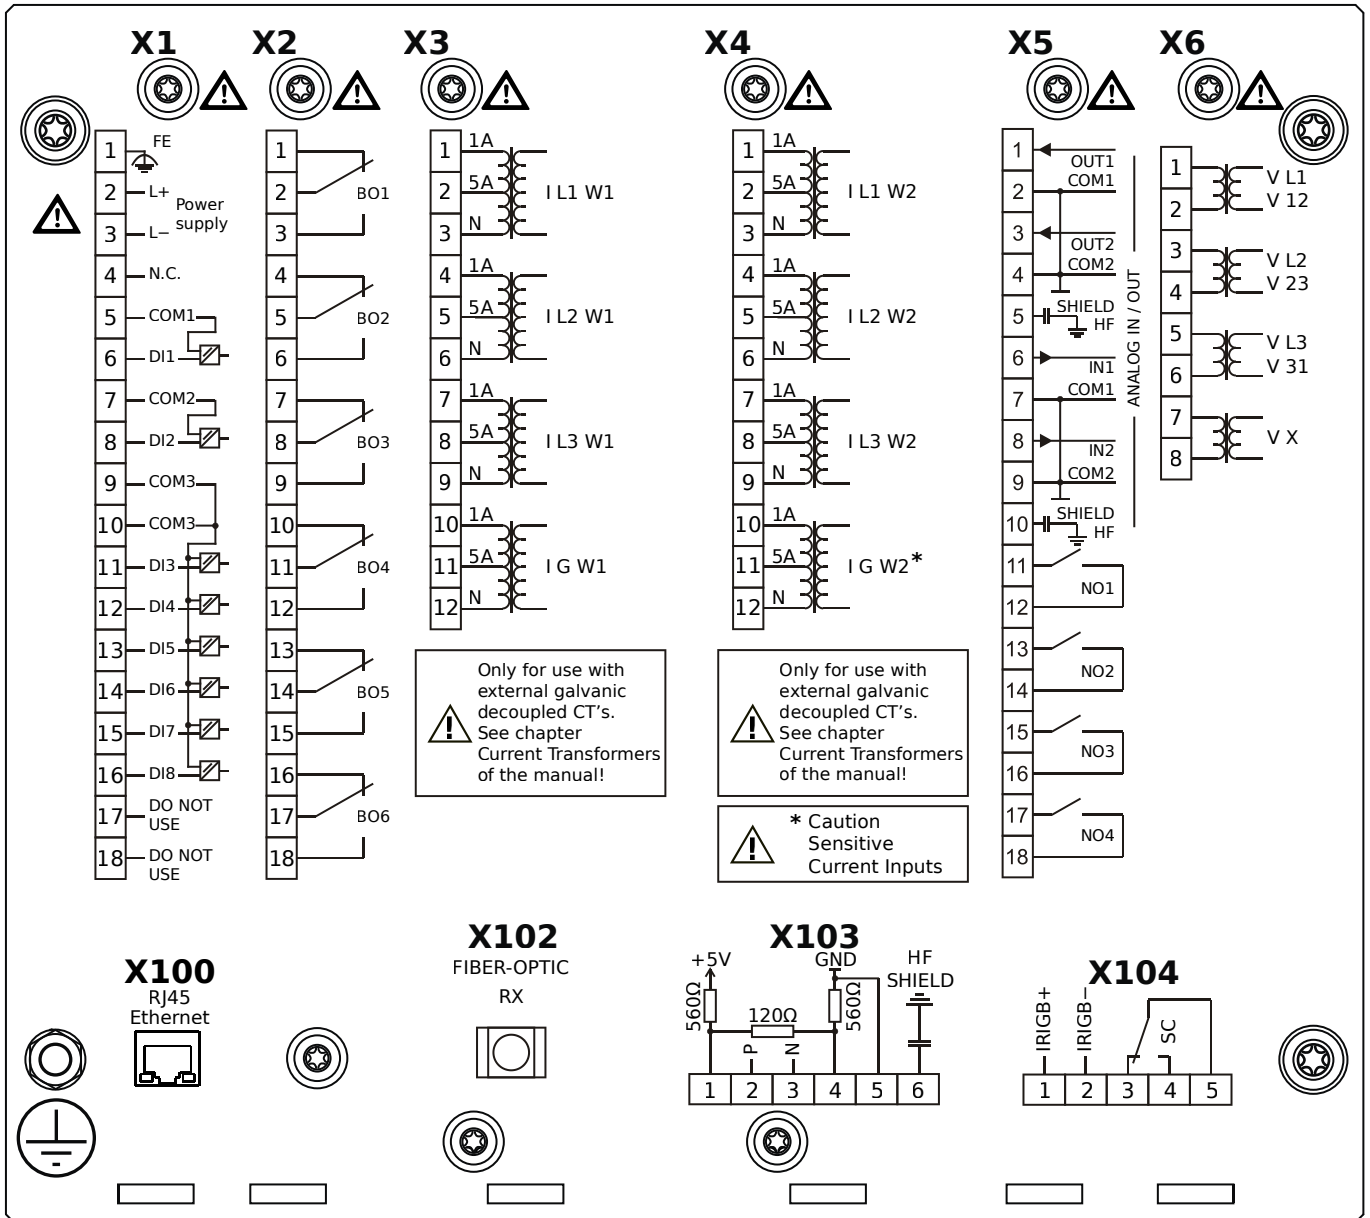 X1
X2
X3
X4
X5
X6
1 FE
2 L+
Power
supply
3 L−
4 N.C.
5 COM1
6 DI1
7 COM2
8 DI2
9 COM3
10 COM3
11 DI3
12 DI4
13 DI5
14 DI6
15 DI7
16 DI8
17 DO NOT
USE
18 DO NOT
USE
1
2 BO1
3
4
5 BO2
6
7
8 BO3
9
10
11 BO4
12
13
14 BO5
15
16
17 BO6
18
1 1A
2 5A I L1 W1
3 N
4 1A
5 5A I L2 W1
6 N
7 1A
8 5A I L3 W1
9 N
10 1A
11 5A I G W1
12 N
Only for use with
external galvanic
decoupled CT's.
See chapter
Current Transformers
of the manual!
1 1A
2 5A I L1 W2
3 N
4 1A
5 5A I L2 W2
6 N
7 1A
8 5A I L3 W2
9 N
10 1A
11 5A I G W2*
12 N
Only for use with
external galvanic
decoupled CT's.
See chapter
Current Transformers
of the manual!
* Caution
Sensitive
Current Inputs
1 OUT1
2 COM1
3 OUT2
4 COM2
5 SHIELD
HF
6 IN1
7 COM1
8 IN2
9 COM2
10 SHIELD
HF
ANALOG IN / OUT
11
NO1
12
13
NO2
14
15
NO3
16
17
NO4
18
1 V L1
2 V 12
3 V L2
4 V 23
5 V L3
6 V 31
7
V X
8
X100
RJ45
Ethernet
X102
FIBER-OPTIC
RX
X103
+5V
GND
HF
SHIELD
560Ω
120Ω
560Ω
P
N
1 2 3 4 5 6
X104
IRIGB+
IRIGB−
SC
1 2 3 4 5